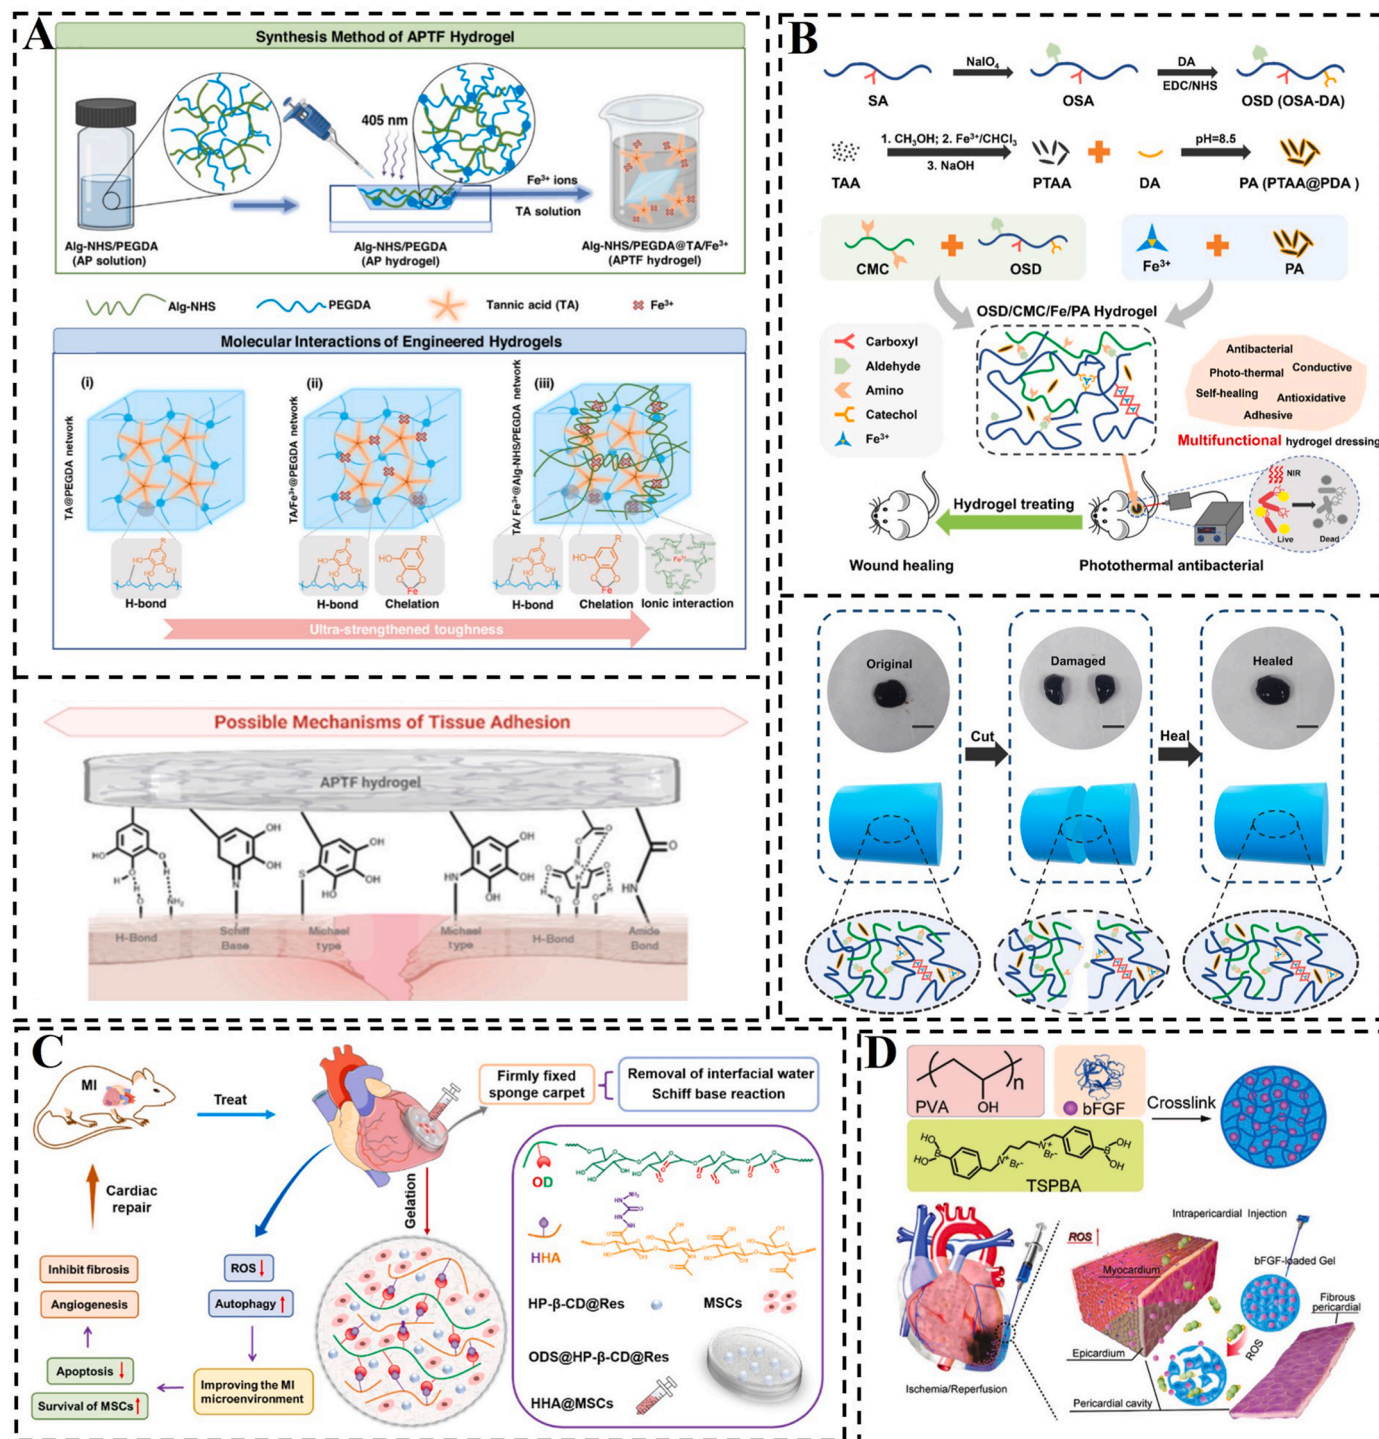 A
Synthesis Method of APTF Hydrogel
405 nm
Fe³⁺ ions
TA solution
Alg-NHS/PEGDA
(AP solution)
Alg-NHS/PEGDA
(AP hydrogel)
Alg-NHS/PEGDA@TA/Fe³⁺
(APTF hydrogel)
Alg-NHS
PEGDA
Tannic acid (TA)
Fe³⁺
Molecular Interactions of Engineered Hydrogels
(i)
(ii)
(iii)
TA@PEGDA network
TA/Fe³⁺@PEGDA network
TA/ Fe³⁺@Alg-NHS/PEGDA network
H-bond
H-bond
Chelation
H-bond
Chelation
Ionic interaction
Ultra-strengthened toughness
Possible Mechanisms of Tissue Adhesion
APTF hydrogel
H-Bond
Schiff
Base
Michael
type
Michael
type
H-Bond
Amide
Bond
B
SA
NaIO₄
OSA
DA
EDC/NHS
OSD (OSA-DA)
TAA
1. CH₃OH; 2. Fe³⁺/CHCl₃
3. NaOH
PTAA
DA
pH=8.5
PA (PTAA@PDA )
CMC
OSD
Fe³⁺
PA
OSD/CMC/Fe/PA Hydrogel
Carboxyl
Aldehyde
Amino
Catechol
Fe³⁺
Antibacterial
Photo-thermal
Conductive
Self-healing
Antioxidative
Adhesive
Multifunctional hydrogel dressing
NIR
Live
Dead
Hydrogel treating
Wound healing
Photothermal antibacterial
Original
Damaged
Healed
Cut
Heal
C
MI
Treat
Firmly fixed
sponge carpet
Removal of interfacial water
Schiff base reaction
Cardiac
repair
Gelation
Inhibit fibrosis
Angiogenesis
Apoptosis
Survival of MSCs
ROS
Autophagy
Improving the MI
microenvironment
OD
HHA
HP-β-CD@Res
MSCs
ODS@HP-β-CD@Res
HHA@MSCs
D
PVA
OH
n
bFGF
Crosslink
TSPBA
Intrapericardial Injection
ROS
Myocardium
bFGF-loaded Gel
Fibrous
pericardial
Epicardium
ROS
Pericardial cavity
Ischemia/Reperfusion